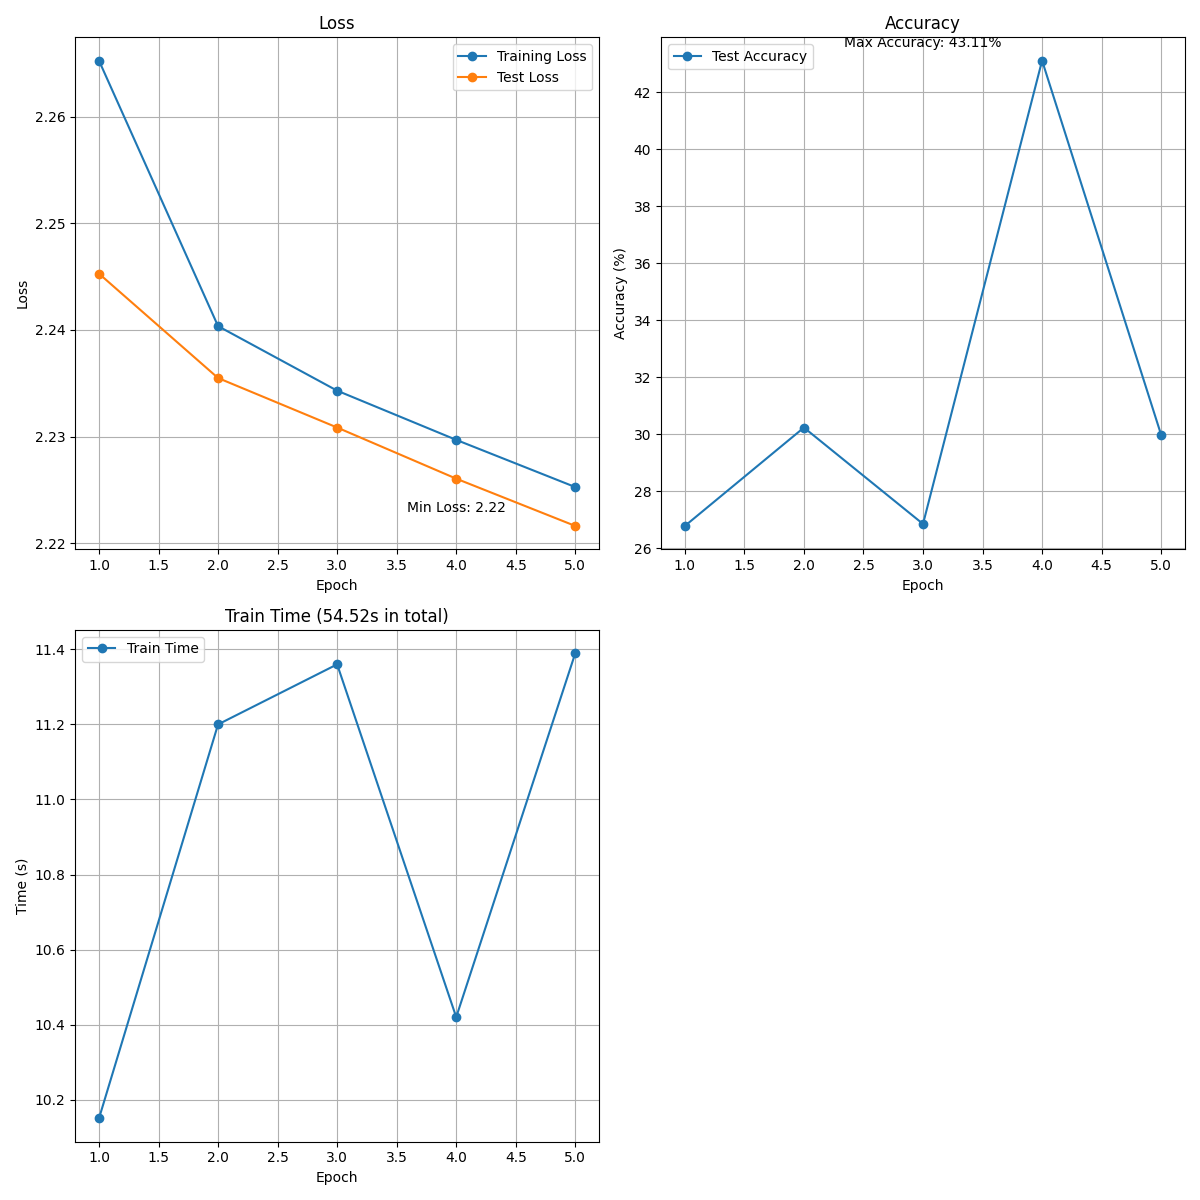 Loss
Training Loss
Test Loss
2.26
2.25
2.24
2.23
2.22
Loss
Min Loss: 2.22
1.0 1.5 2.0 2.5 3.0 3.5 4.0 4.5 5.0
Epoch
Accuracy
Max Accuracy: 43.11%
Test Accuracy
42
40
38
36
34
32
30
28
26
Accuracy (%)
1.0 1.5 2.0 2.5 3.0 3.5 4.0 4.5 5.0
Epoch
Train Time (54.52s in total)
Train Time
11.4
11.2
11.0
10.8
10.6
10.4
10.2
Time (s)
1.0 1.5 2.0 2.5 3.0 3.5 4.0 4.5 5.0
Epoch